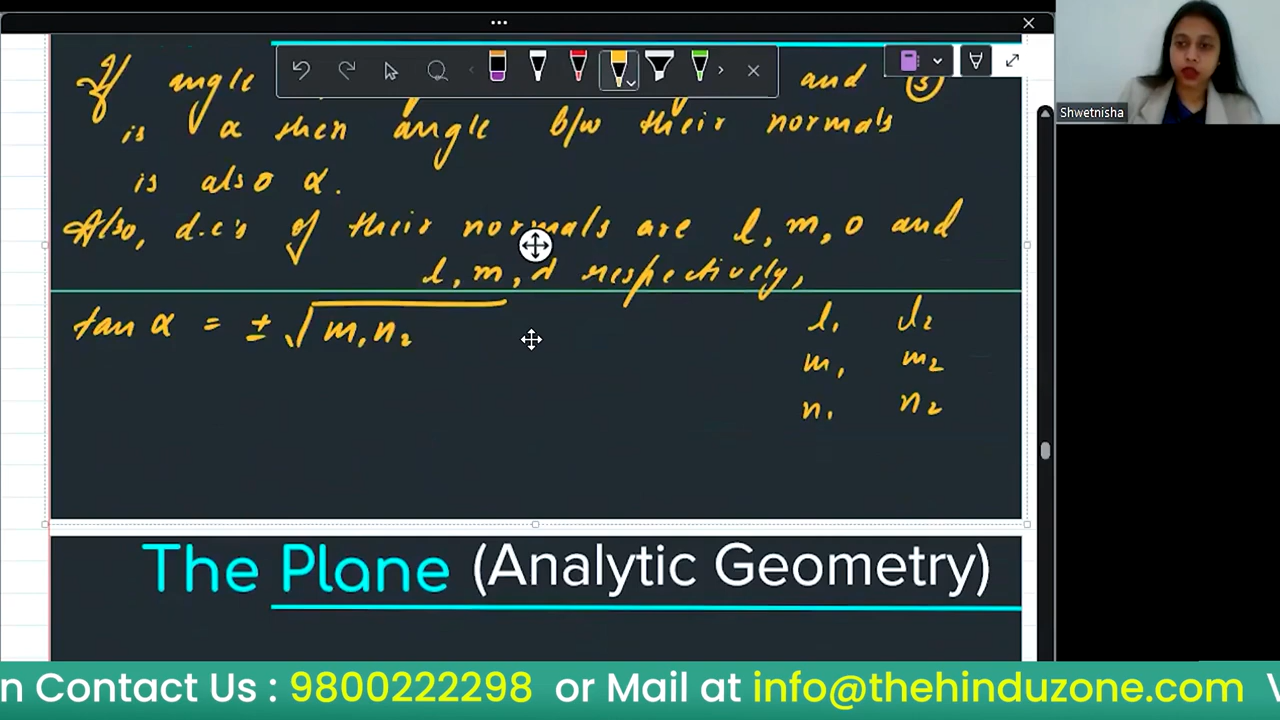 If angle and 3
is α then angle b/w their normals
is also α.
Also, d.c's of their normals are l, m, 0 and
l, m, λ respectively,
tan α = ± √ m₁n₂
l₁ l₂
m₁ m₂
n₁ n₂
The Plane (Analytic Geometry)
Shwetnisha
n Contact Us : 9800222298 or Mail at info@thehinduzone.com V